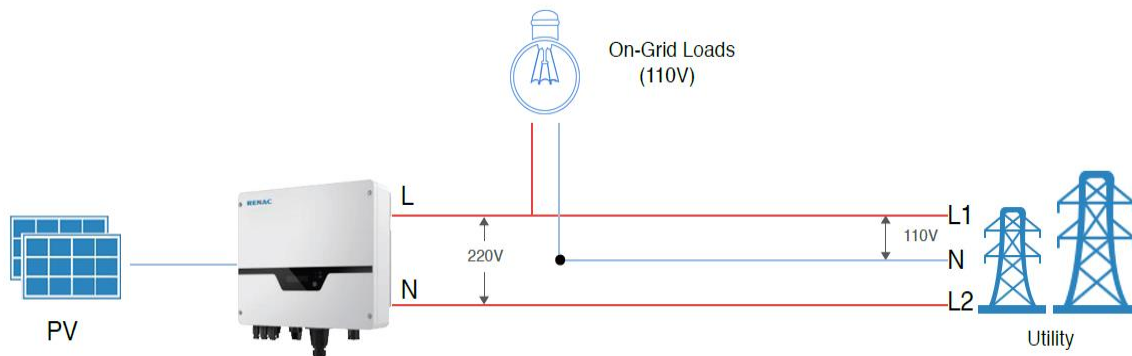 On-Grid Loads
(110V)
RENAC
L
L1
220V
110V
N
N
L2
PV
Utility